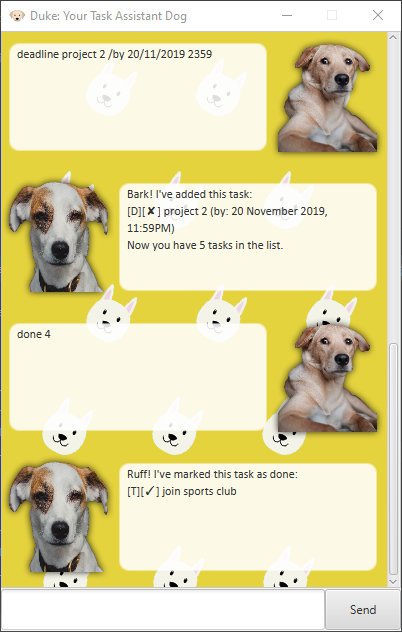 Duke: Your Task Assistant Dog
deadline project 2 /by 20/11/2019 2359
Bark! I've added this task:
[D][✘] project 2 (by: 20 November 2019,
11:59PM)
Now you have 5 tasks in the list.
done 4
Ruff! I've marked this task as done:
[T][✓] join sports club
Send